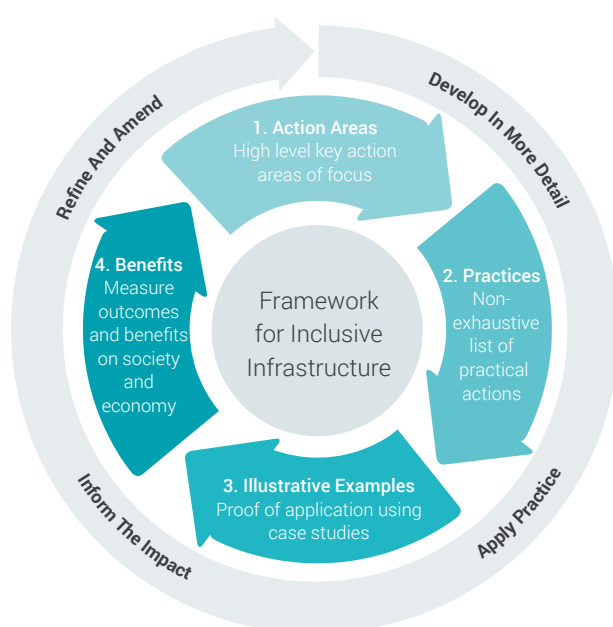 Refine And Amend
Develop In More Detail
1. Action Areas
High level key action
areas of focus
2. Practices
Non-
exhaustive
list of
practical
actions
4. Benefits
Measure
outcomes
and benefits
on society
and
economy
Framework
for Inclusive
Infrastructure
3. Illustrative Examples
Proof of application using
case studies
Inform The Impact
Apply Practice